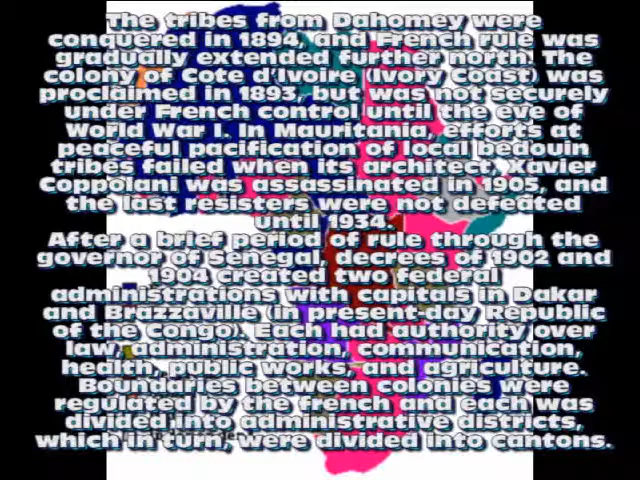 The tribes from Dahomey were
conquered in 1894, and French rule was
gradually extended further north. The
colony of Cote d'Ivoire (Ivory Coast) was
proclaimed in 1893, but was not securely
under French control until the eve of
World War I. In Mauritania, efforts at
peaceful pacification of local bedouin
tribes failed when its architect, Xavier
Coppolani was assassinated in 1905, and
the last resisters were not defeated
until 1934.
After a brief period of rule through the
governor of Senegal, decrees of 1902 and
1904 created two federal
administrations with capitals in Dakar
and Brazzaville (in present-day Republic
of the Congo). Each had authority over
law, administration, communication,
health, public works, and agriculture.
Boundaries between colonies were
regulated by the french and each was
divided into administrative districts,
which in turn, were divided into cantons.